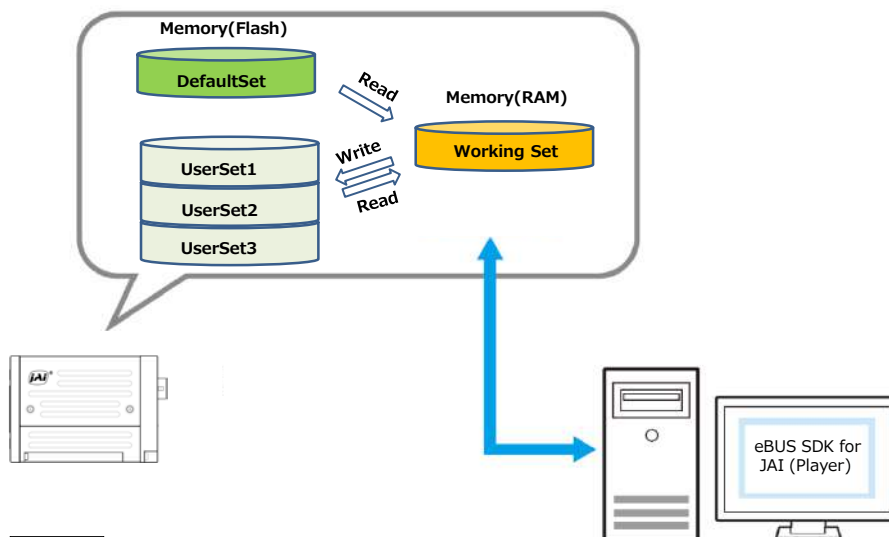 Memory(Flash)
DefaultSet
Read
Memory(RAM)
Working Set
Write
UserSet1
Read
UserSet2
UserSet3
JAI
eBUS SDK for
JAI (Player)